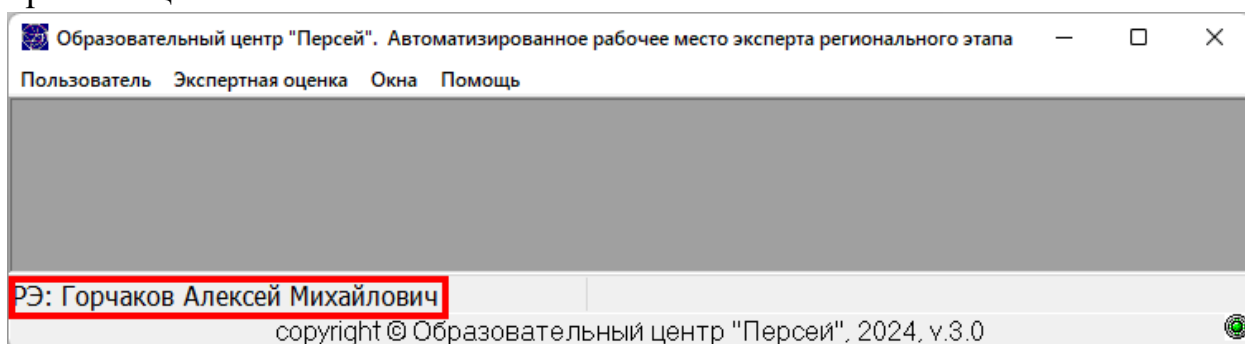 Образовательный центр "Персей". Автоматизированное рабочее место эксперта регионального этапа
Пользователь Экспертная оценка Окна Помощь
РЭ: Горчаков Алексей Михайлович
copyright © Образовательный центр "Персей", 2024, v.3.0